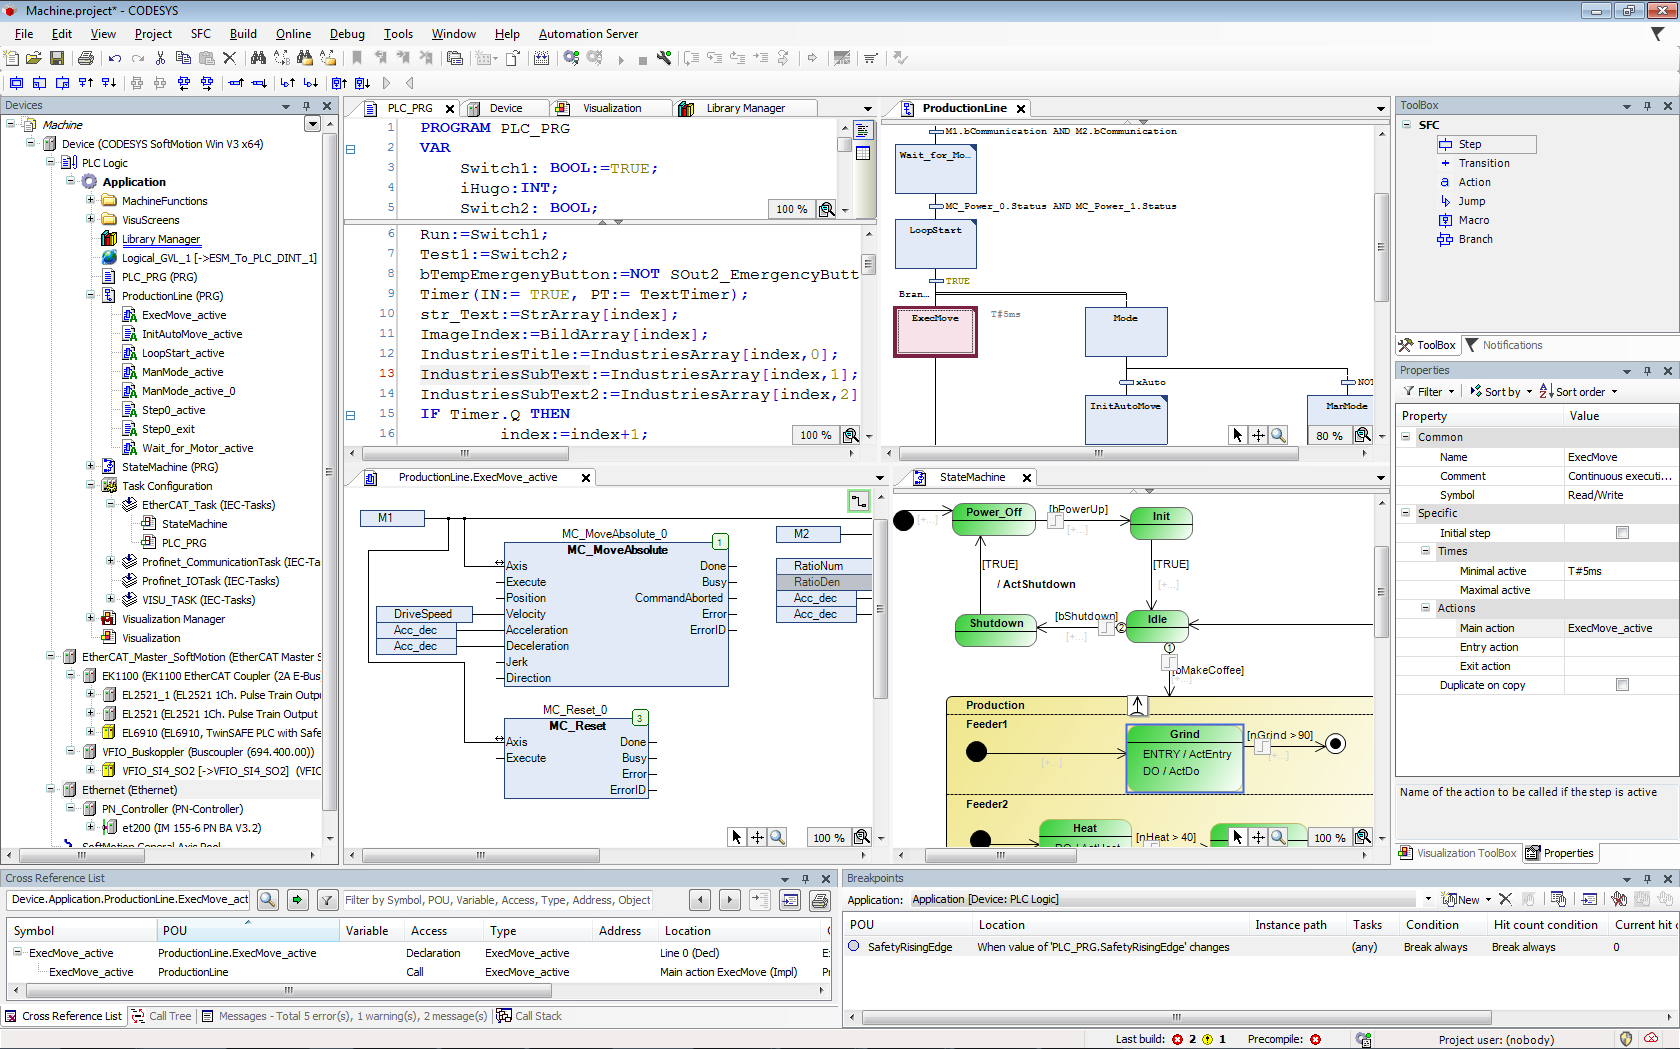 Machine.project* - CODESYS
File Edit View Project SFC Build Online Debug Tools Window Help Automation Server
Devices
Machine
Device (CODESYS SoftMotion Win V3 x64)
PLC Logic
Application
MachineFunctions
VisuScreens
Library Manager
Logical_GVL_1 [->ESM_To_PLC_DINT_1]
PLC_PRG (PRG)
ProductionLine (PRG)
ExecMove_active
InitAutoMove_active
LoopStart_active
ManMode_active
ManMode_active_0
Step0_active
Step0_exit
Wait_for_Motor_active
StateMachine (PRG)
Task Configuration
EtherCAT_Task (IEC-Tasks)
StateMachine
PLC_PRG
Profinet_CommunicationTask (IEC-Ta
Profinet_IOTask (IEC-Tasks)
VISU_TASK (IEC-Tasks)
Visualization Manager
Visualization
EtherCAT_Master_SoftMotion (EtherCAT Master S
EK1100 (EK1100 EtherCAT Coupler (2A E-Bus
EL2521_1 (EL2521 1Ch. Pulse Train Outpu
EL2521 (EL2521 1Ch. Pulse Train Output
EL6910 (EL6910, TwinSAFE PLC with Safe
VFIO_Buskoppler (Buscoupler (694.400.00))
VFIO_SI4_SO2 [->VFIO_SI4_SO2] (VFIC
Ethernet (Ethernet)
PN_Controller (PN-Controller)
et200 (IM 155-6 PN BA V3.2)
SoftMotion General Axis Pool
PLC_PRG Device Visualization Library Manager
1 PROGRAM PLC_PRG
2 VAR
3 Switch1: BOOL:=TRUE;
4 iHugo:INT;
5 Switch2: BOOL;
100 %
6 Run:=Switch1;
7 Test1:=Switch2;
8 bTempEmergenyButton:=NOT SOut2_EmergencyButt
9 Timer(IN:= TRUE, PT:= TextTimer);
10 str_Text:=StrArray[index];
11 ImageIndex:=BildArray[index];
12 IndustriesTitle:=IndustriesArray[index,0];
13 IndustriesSubText:=IndustriesArray[index,1];
14 IndustriesSubText2:=IndustriesArray[index,2]
15 IF Timer.Q THEN
16 index:=index+1;
100 %
ProductionLine
M1.bCommunication AND M2.bCommunication
Wait_for_Mo...
MC_Power_0.Status AND MC_Power_1.Status
LoopStart
TRUE
Bran...
ExecMove T#5ms Mode
xAuto NOT
InitAutoMove ManMode
80 %
ProductionLine.ExecMove_active
M1
MC_MoveAbsolute_0
MC_MoveAbsolute 1
Axis Done
Execute Busy
Position CommandAborted
DriveSpeed Velocity Error
Acc_dec Acceleration ErrorID
Acc_dec Deceleration
Jerk
Direction
M2
RatioNum
RatioDen
Acc_dec
Acc_dec
MC_Reset_0
MC_Reset 3
Axis Done
Execute Busy
Error
ErrorID
100 %
StateMachine
Power_Off [bPowerUp] Init
[+...]
[+...]
[TRUE] [TRUE]
/ ActShutdown [+...]
Shutdown [bShutdown] 2 Idle
[+...]
1
[bMakeCoffee]
[+...]
Production
Feeder1
Grind [nGrind > 90]
ENTRY / ActEntry
[+...] DO / ActDo [+...]
Feeder2
Heat [nHeat > 40]
DO / ActHeat
100 %
ToolBox
SFC
Step
Transition
Action
Jump
Macro
Branch
ToolBox Notifications
Properties
Filter Sort by Sort order
Property Value
Common
Name ExecMove
Comment Continuous executi...
Symbol Read/Write
Specific
Initial step
Times
Minimal active T#5ms
Maximal active
Actions
Main action ExecMove_active
Entry action
Exit action
Duplicate on copy
Name of the action to be called if the step is active
Visualization ToolBox Properties
Cross Reference List
Device.Application.ProductionLine.ExecMove_act Filter by Symbol, POU, Variable, Access, Type, Address, Object
Symbol POU Variable Access Type Address Location
ExecMove_active ProductionLine.ExecMove_active Declaration ExecMove_active Line 0 (Decl)
ExecMove_active ProductionLine Call ExecMove_active Main action ExecMove (Impl)
Cross Reference List Call Tree Messages - Total 5 error(s), 1 warning(s), 2 message(s) Call Stack
Breakpoints
Application: Application [Device: PLC Logic] New
POU Location Instance path Tasks Condition Hit count condition Current hit c
SafetyRisingEdge When value of 'PLC_PRG.SafetyRisingEdge' changes (any) Break always Break always 0
Last build: 2 1 Precompile: Project user: (nobody)